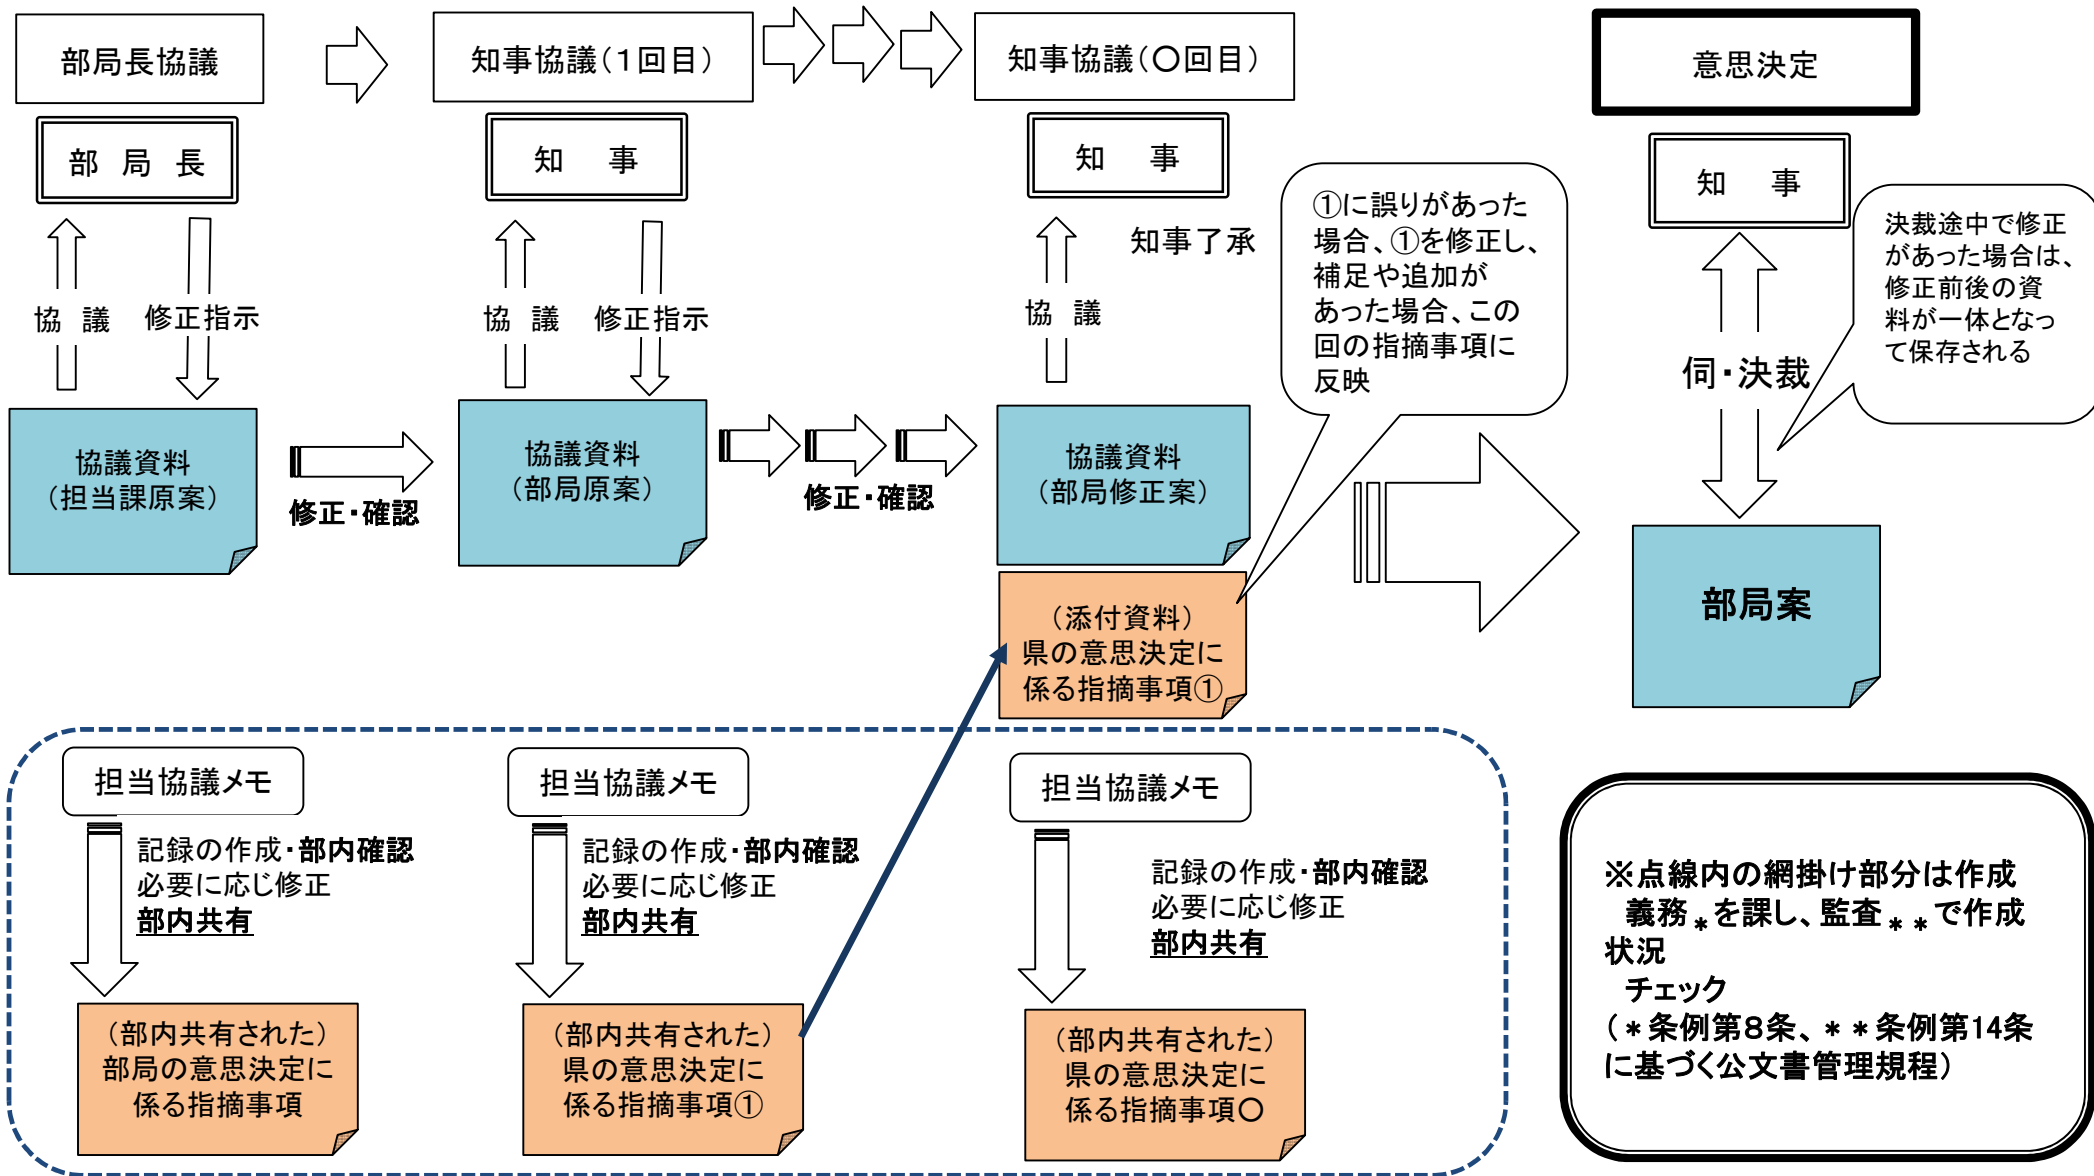 部局長協議
知事協議(1回目)
知事協議(〇回目)
意思決定
部 局 長
知 事
知 事
知 事
協 議
修正指示
協 議
修正指示
知事了承
協 議
①に誤りがあった
場合、①を修正し、
補足や追加が
あった場合、この
回の指摘事項に
反映
決裁途中で修正
があった場合は、
修正前後の資
料が一体となっ
て保存される
伺・決裁
協議資料
(担当課原案)
修正・確認
協議資料
(部局原案)
修正・確認
協議資料
(部局修正案)
(添付資料)
県の意思決定に
係る指摘事項①
部局案
担当協議メモ
記録の作成・部内確認
必要に応じ修正
部内共有
(部内共有された)
部局の意思決定に
係る指摘事項
担当協議メモ
記録の作成・部内確認
必要に応じ修正
部内共有
(部内共有された)
県の意思決定に
係る指摘事項①
担当協議メモ
記録の作成・部内確認
必要に応じ修正
部内共有
(部内共有された)
県の意思決定に
係る指摘事項〇
※点線内の網掛け部分は作成
義務*を課し、監査**で作成
状況
チェック
(*条例第8条、**条例第14条
に基づく公文書管理規程)